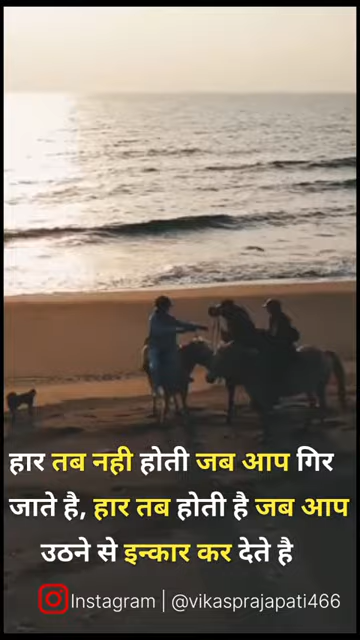 हार तब नही होती जब आप गिर
जाते है, हार तब होती है जब आप
उठने से इन्कार कर देते है
Instagram | @vikasprajapati466